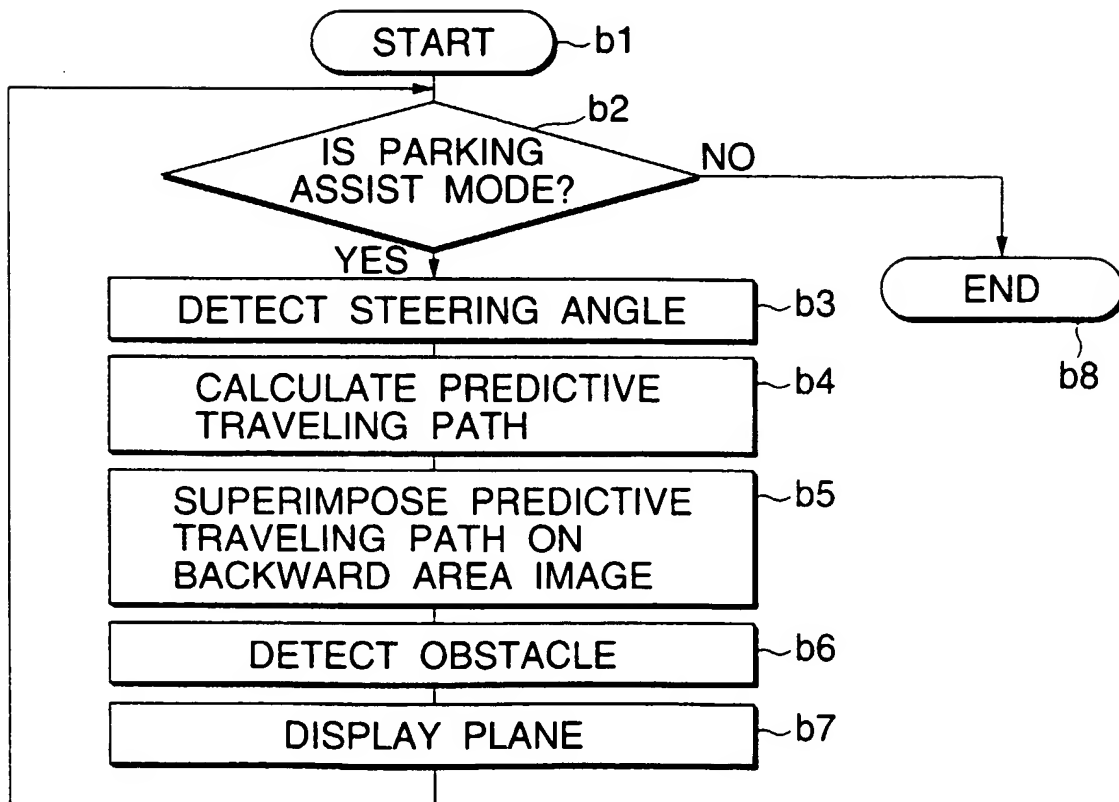 START
b1
b2
IS PARKING
ASSIST MODE?
NO
YES
END
b8
DETECT STEERING ANGLE
b3
CALCULATE PREDICTIVE
TRAVELING PATH
b4
SUPERIMPOSE PREDICTIVE
TRAVELING PATH ON
BACKWARD AREA IMAGE
b5
DETECT OBSTACLE
b6
DISPLAY PLANE
b7